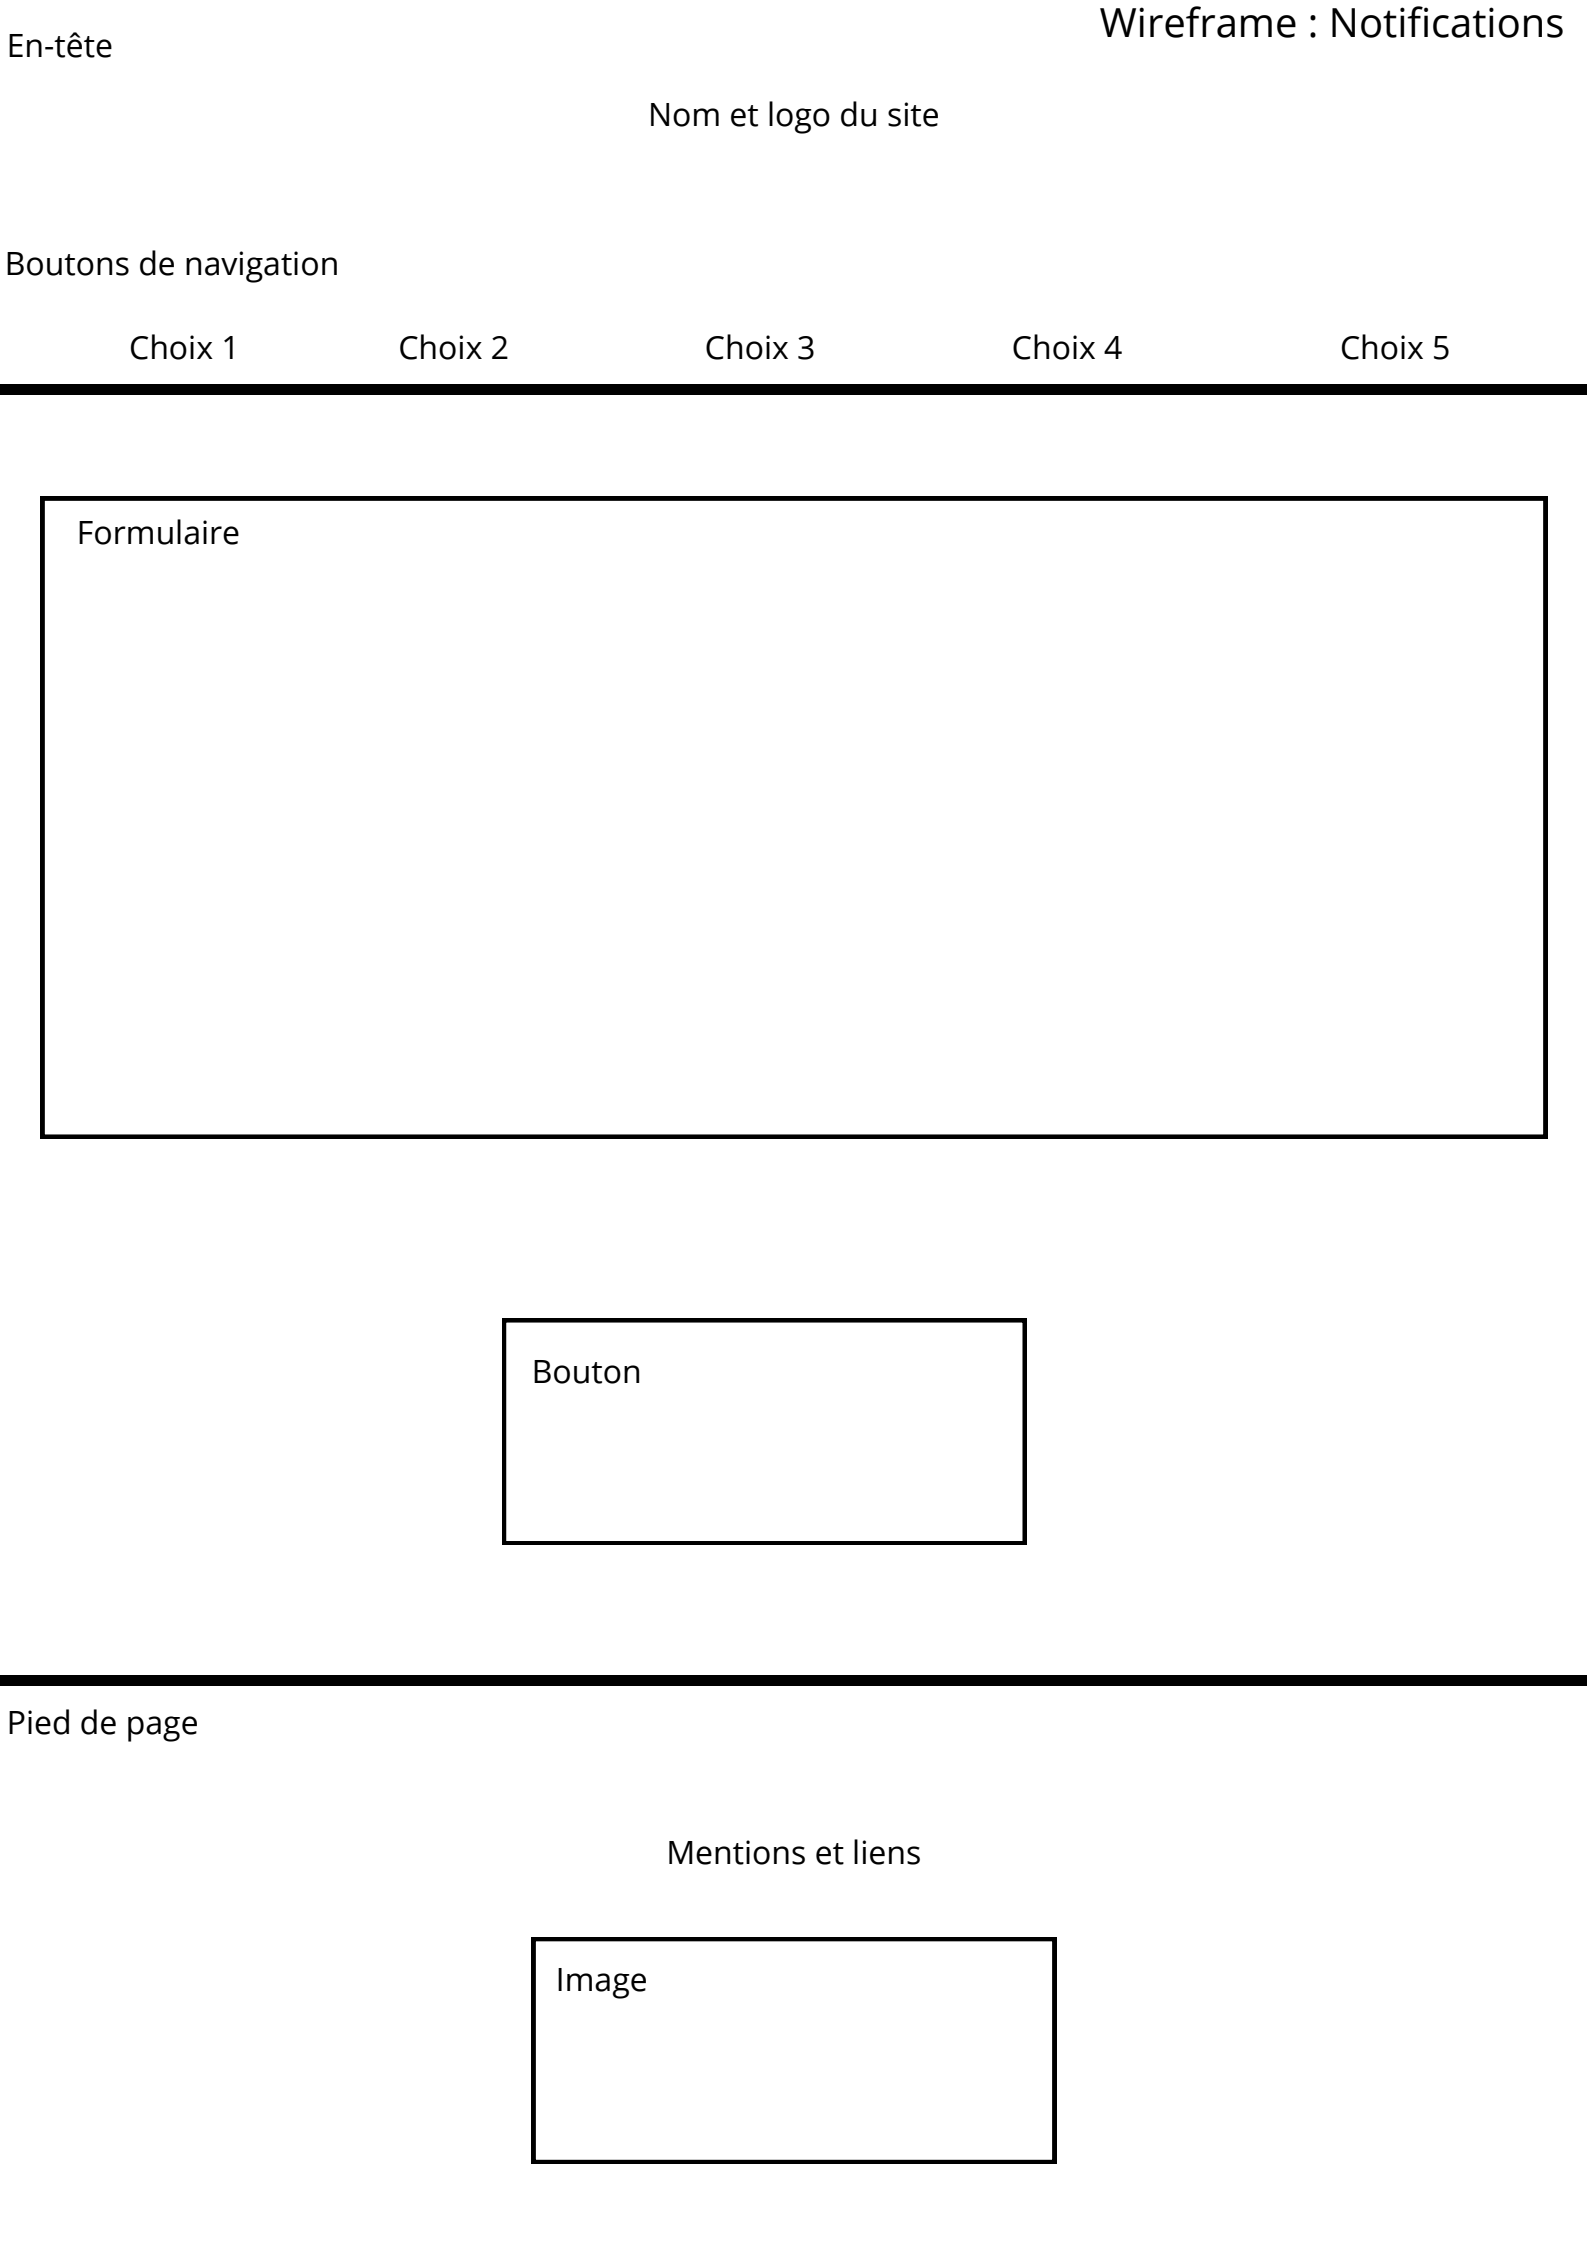 Wireframe : Notifications
En-tête
Nom et logo du site
Boutons de navigation
Choix 1 Choix 2 Choix 3 Choix 4 Choix 5
Formulaire
Bouton
Pied de page
Mentions et liens
Image